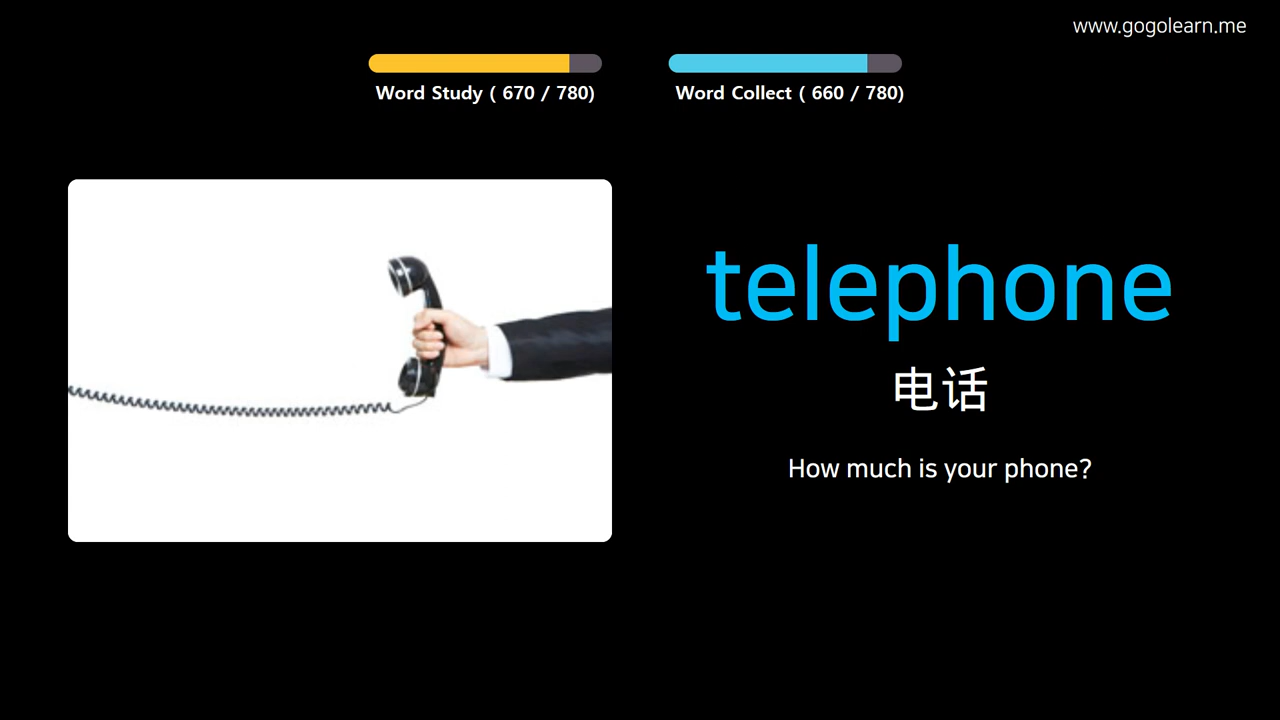 www.gogolearn.me
Word Study ( 670 / 780)
Word Collect ( 660 / 780)
telephone
电话
How much is your phone?